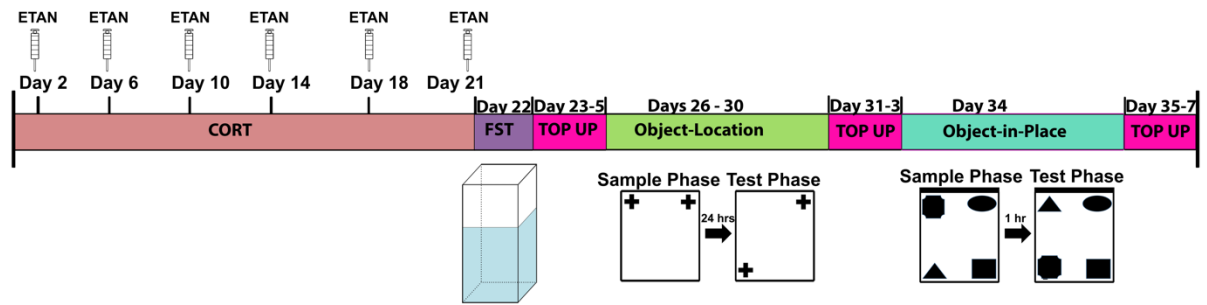 ETAN ETAN ETAN ETAN ETAN ETAN
Day 2 Day 6 Day 10 Day 14 Day 18 Day 21
Day 22 Day 23-5 Days 26 - 30 Day 31-3 Day 34 Day 35-7
CORT FST TOP UP Object-Location TOP UP Object-in-Place TOP UP
Sample Phase Test Phase Sample Phase Test Phase
24 hrs 1 hr